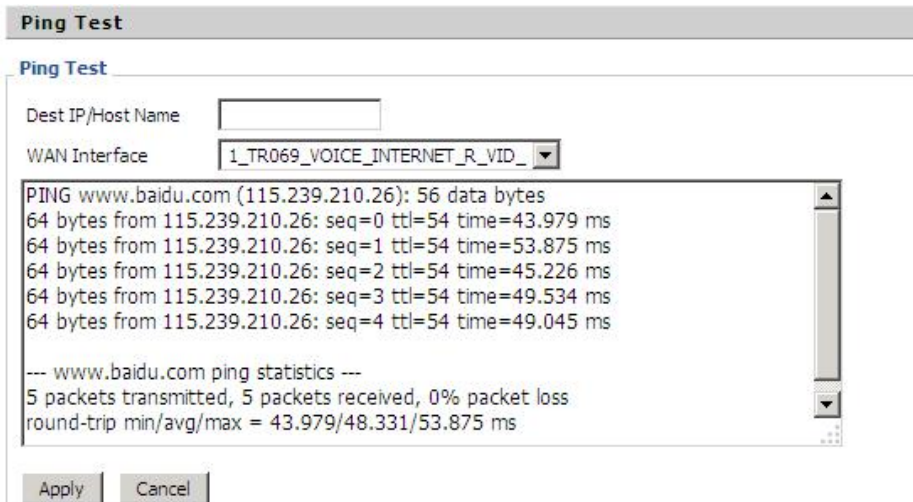 Ping Test
Ping Test
Dest IP/Host Name
WAN Interface 1_TR069_VOICE_INTERNET_R_VID_
PING www.baidu.com (115.239.210.26): 56 data bytes
64 bytes from 115.239.210.26: seq=0 ttl=54 time=43.979 ms
64 bytes from 115.239.210.26: seq=1 ttl=54 time=53.875 ms
64 bytes from 115.239.210.26: seq=2 ttl=54 time=45.226 ms
64 bytes from 115.239.210.26: seq=3 ttl=54 time=49.534 ms
64 bytes from 115.239.210.26: seq=4 ttl=54 time=49.045 ms
--- www.baidu.com ping statistics ---
5 packets transmitted, 5 packets received, 0% packet loss
round-trip min/avg/max = 43.979/48.331/53.875 ms
Apply Cancel